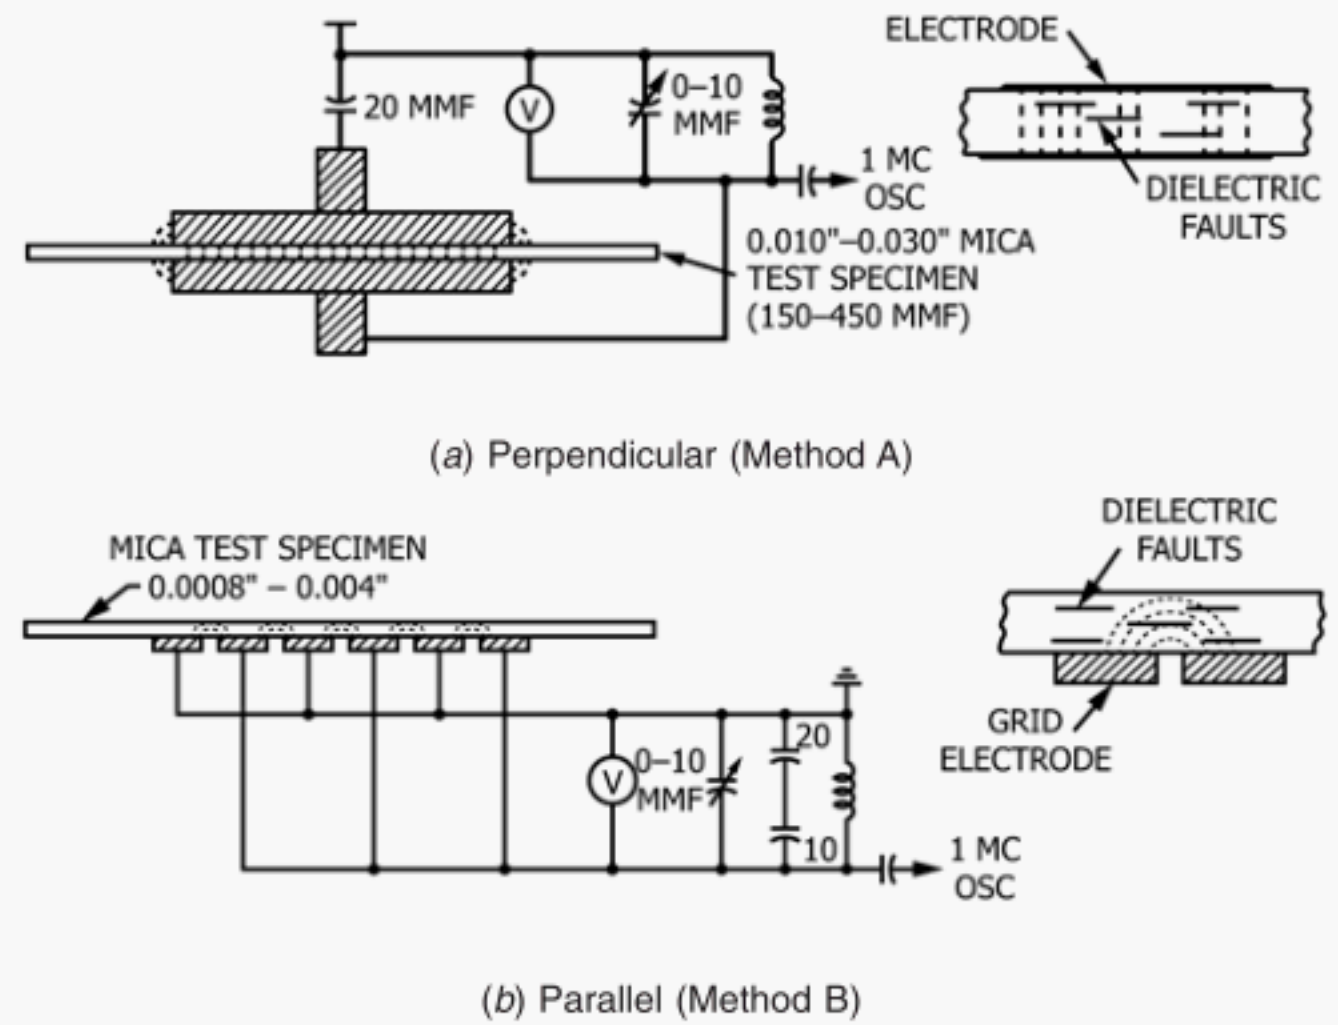 ELECTRODE
20 MMF
V
0–10
MMF
1 MC
OSC
DIELECTRIC
FAULTS
0.010"–0.030" MICA
TEST SPECIMEN
(150–450 MMF)
(a) Perpendicular (Method A)
DIELECTRIC
FAULTS
MICA TEST SPECIMEN
0.0008" – 0.004"
GRID
ELECTRODE
20
0–10
MMF
V
10
1 MC
OSC
(b) Parallel (Method B)